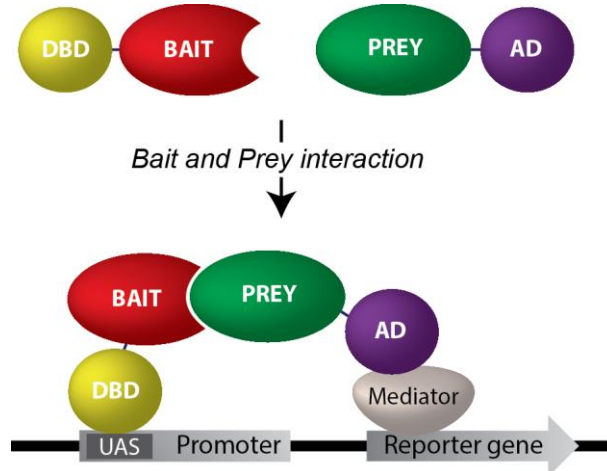 DBD BAIT PREY AD
Bait and Prey interaction
BAIT PREY
AD
DBD
Mediator
UAS Promoter Reporter gene